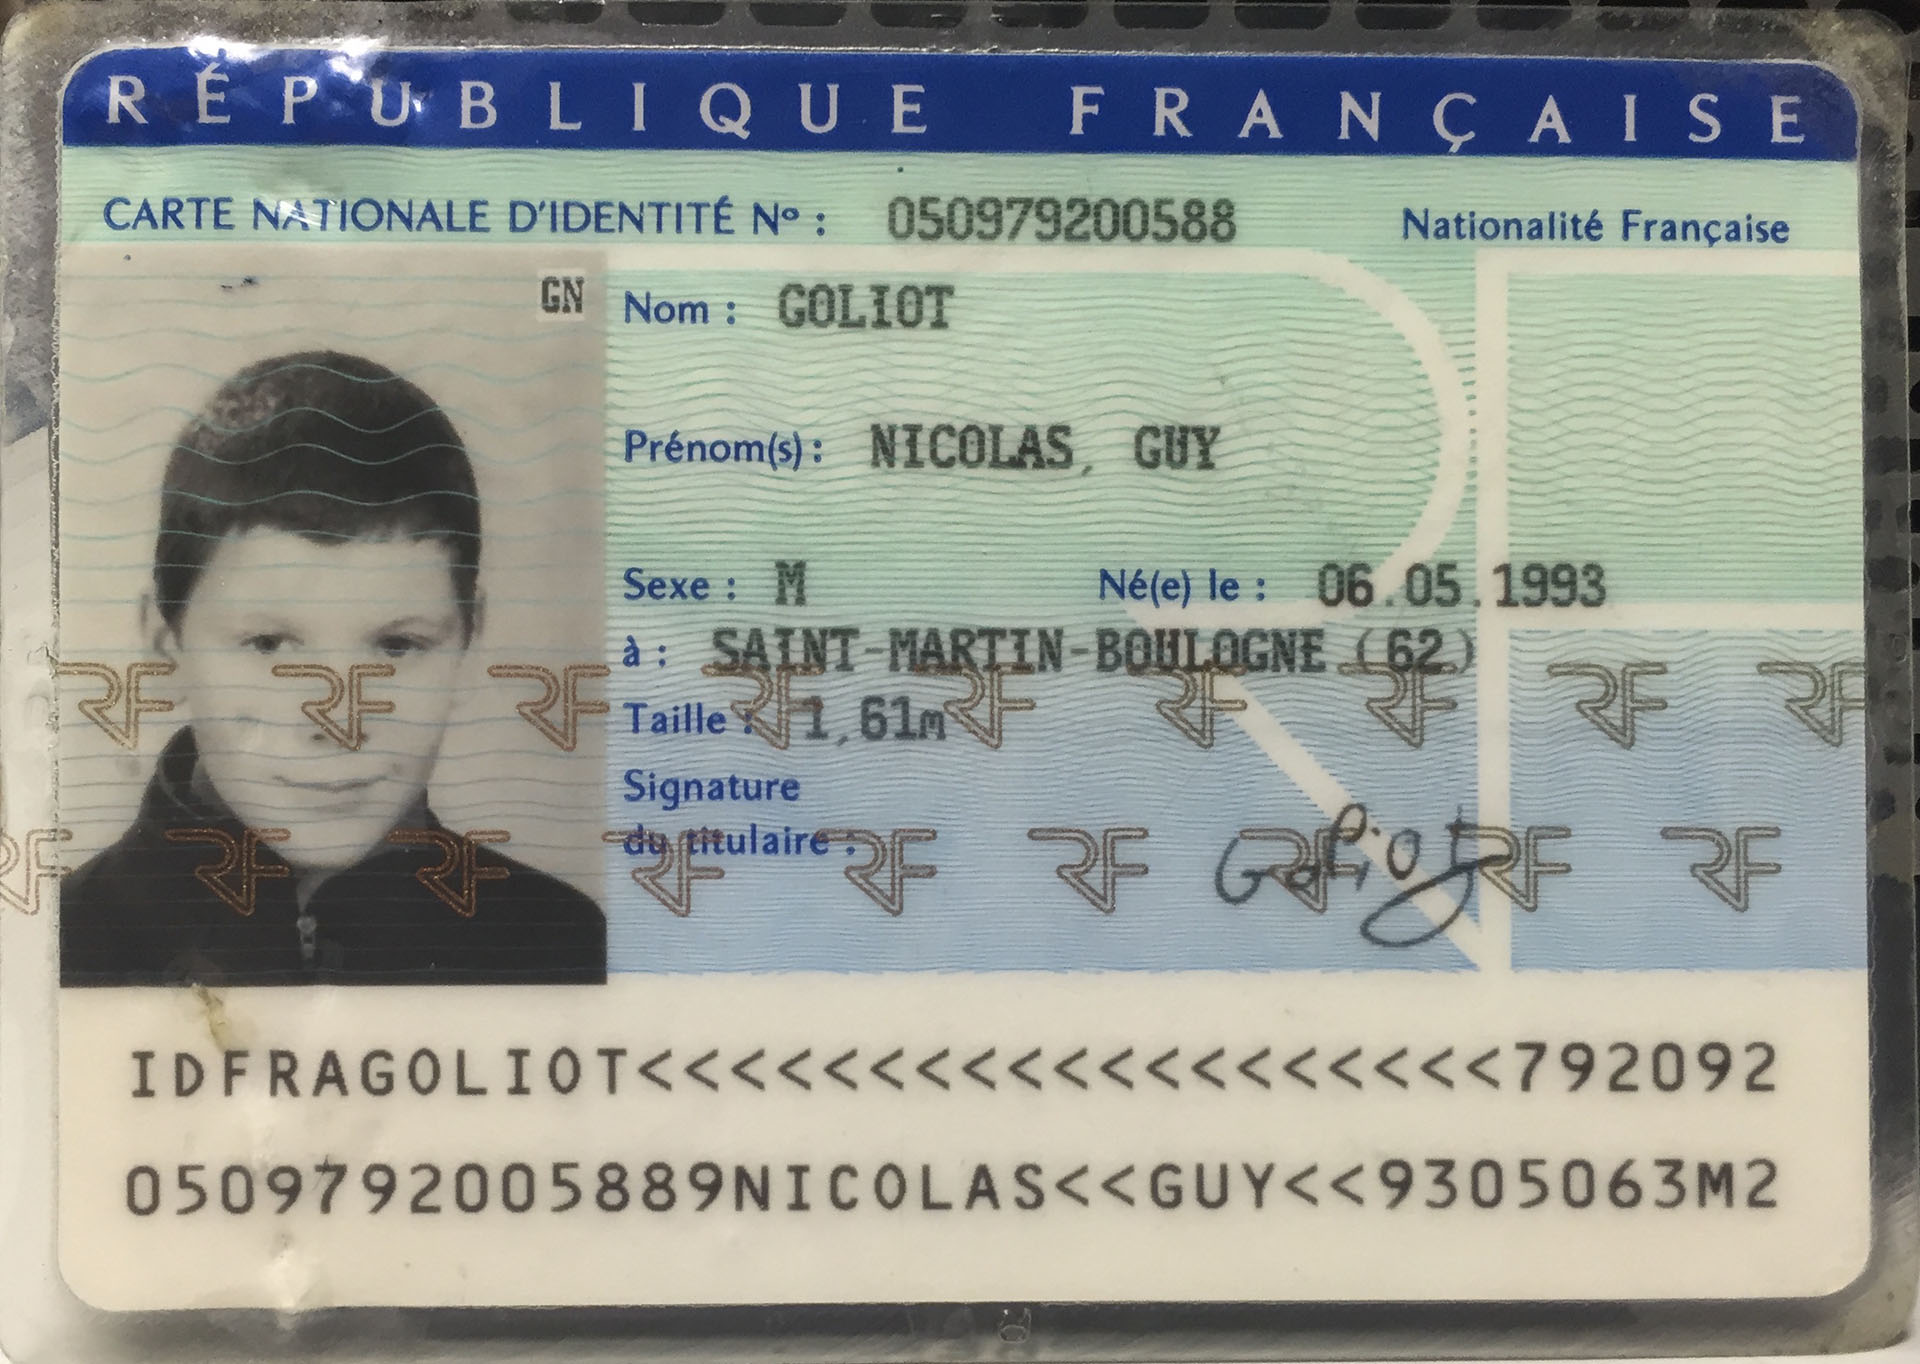 RÉPUBLIQUE FRANÇAISE
CARTE NATIONALE D'IDENTITÉ Nº : 050979200588 Nationalité Française
GN
Nom : GOLIOT
Prénom(s) : NICOLAS, GUY
Sexe : M Né(e) le : 06.05.1993
à : SAINT-MARTIN-BOULOGNE (62)
Taille : 1,61m
Signature
du titulaire : Goliot
RF RF RF RF RF RF RF RF RF
RF RF RF RF RF RF RF RF RF
IDFRAGOLIOT<<<<<<<<<<<<<<<<<<<792092
0509792005889NICOLAS<<GUY<<9305063M2